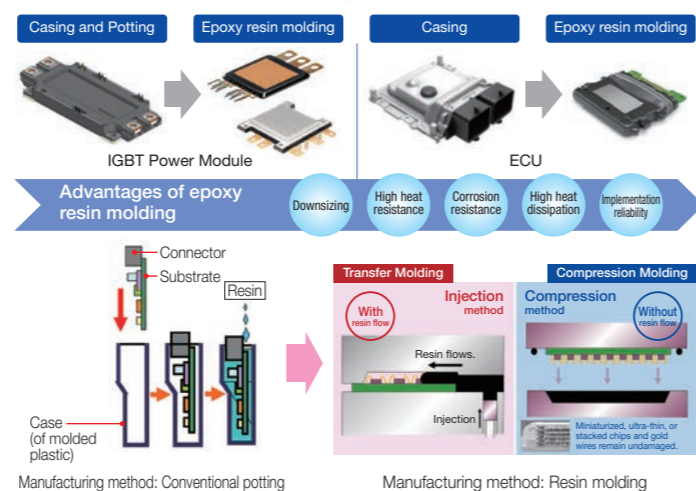 Casing and Potting
Epoxy resin molding
Casing
Epoxy resin molding
IGBT Power Module
ECU
Advantages of epoxy
resin molding
Downsizing
High heat
resistance
Corrosion
resistance
High heat
dissipation
Implementation
reliability
Connector
Substrate
Resin
Case
(of molded
plastic)
Manufacturing method: Conventional potting
Transfer Molding
Injection
method
With
resin flow
Resin flows.
Injection
Compression Molding
Compression
method
Without
resin flow
Miniaturized, ultra-thin, or
stacked chips and gold
wires remain undamaged.
Manufacturing method: Resin molding